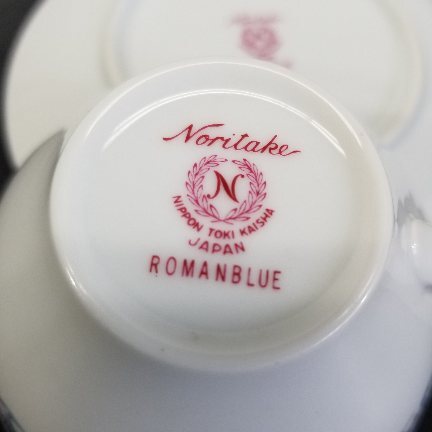 Noritake
N
NIPPON TOKI KAISHA
JAPAN
ROMANBLUE